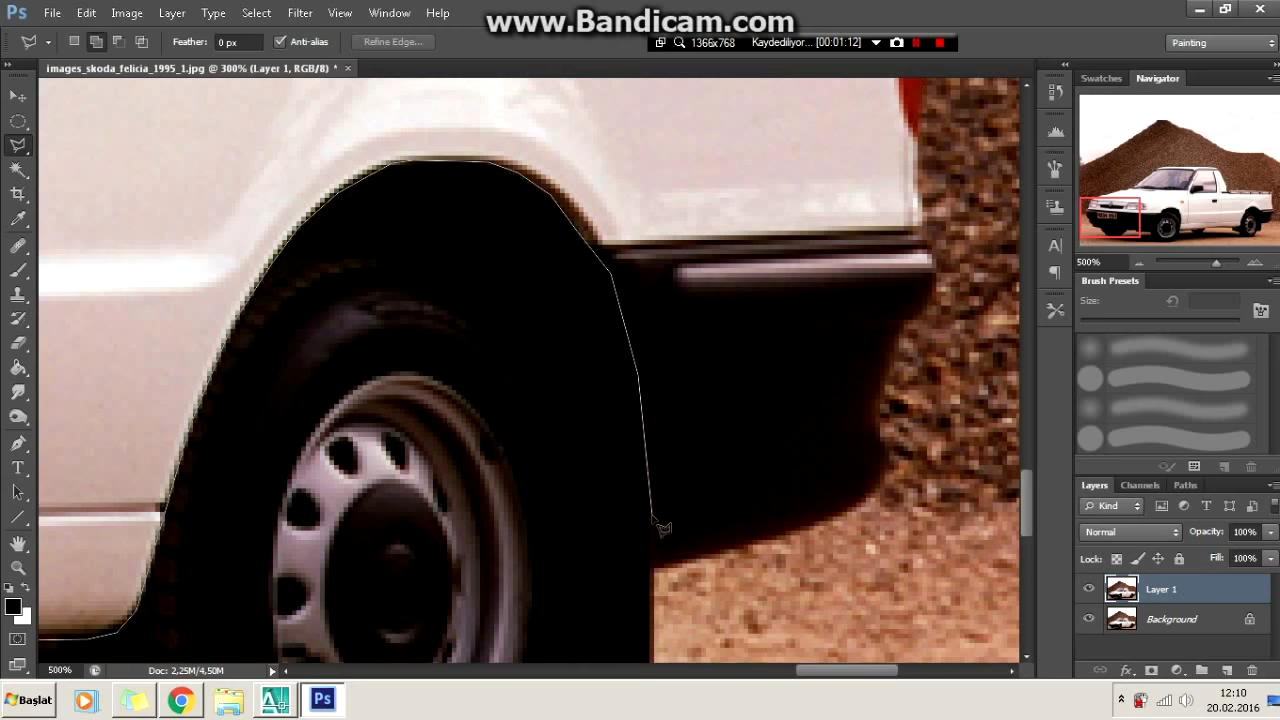 www.Bandicam.com
Ps File Edit Image Layer Type Select Filter View Window Help
Feather: 0 px Anti-alias Refine Edge... 1366x768 Kaydediliyor... [00:01:12] Painting
images_skoda_felicia_1995_1.jpg @ 300% (Layer 1, RGB/8) * ×
Swatches Navigator
500%
Brush Presets
Size:
Layers Channels Paths
Kind
Normal Opacity: 100%
Lock: Fill: 100%
Layer 1
Background
500% Doc: 2,25M/4,50M
Başlat Ps 12:10
20.02.2016